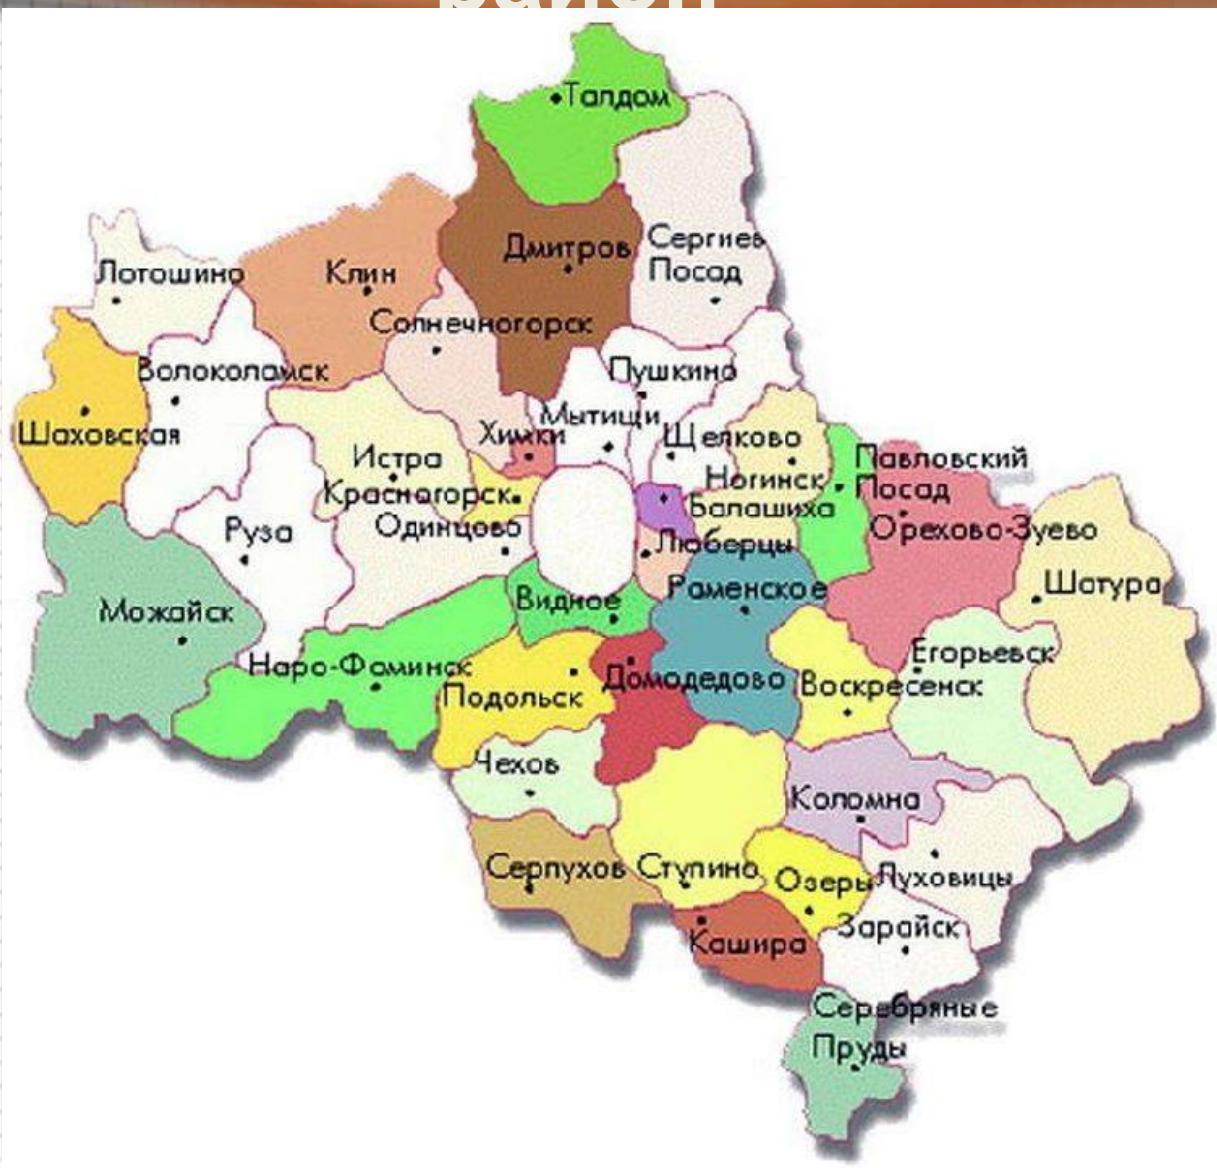 район
Талдом
Сергиев
Посад
Дмитров
Лотошино
Клин
Солнечногорск
Волоколамск
Пушкино
Шаховская
Мытищи
Химки
Щелково
Истра
Ногинск
Павловский
Посад
Красногорск
Балашиха
Одинцово
Руза
Люберцы
Орехово-Зуево
Видное
Раменское
Шатура
Можайск
Наро-Фоминск
Подольск
Домодедово
Воскресенск
Егорьевск
Чехов
Коломна
Серпухов
Ступино
Озеры
Луховицы
Зарайск
Кашира
Серебряные
Пруды